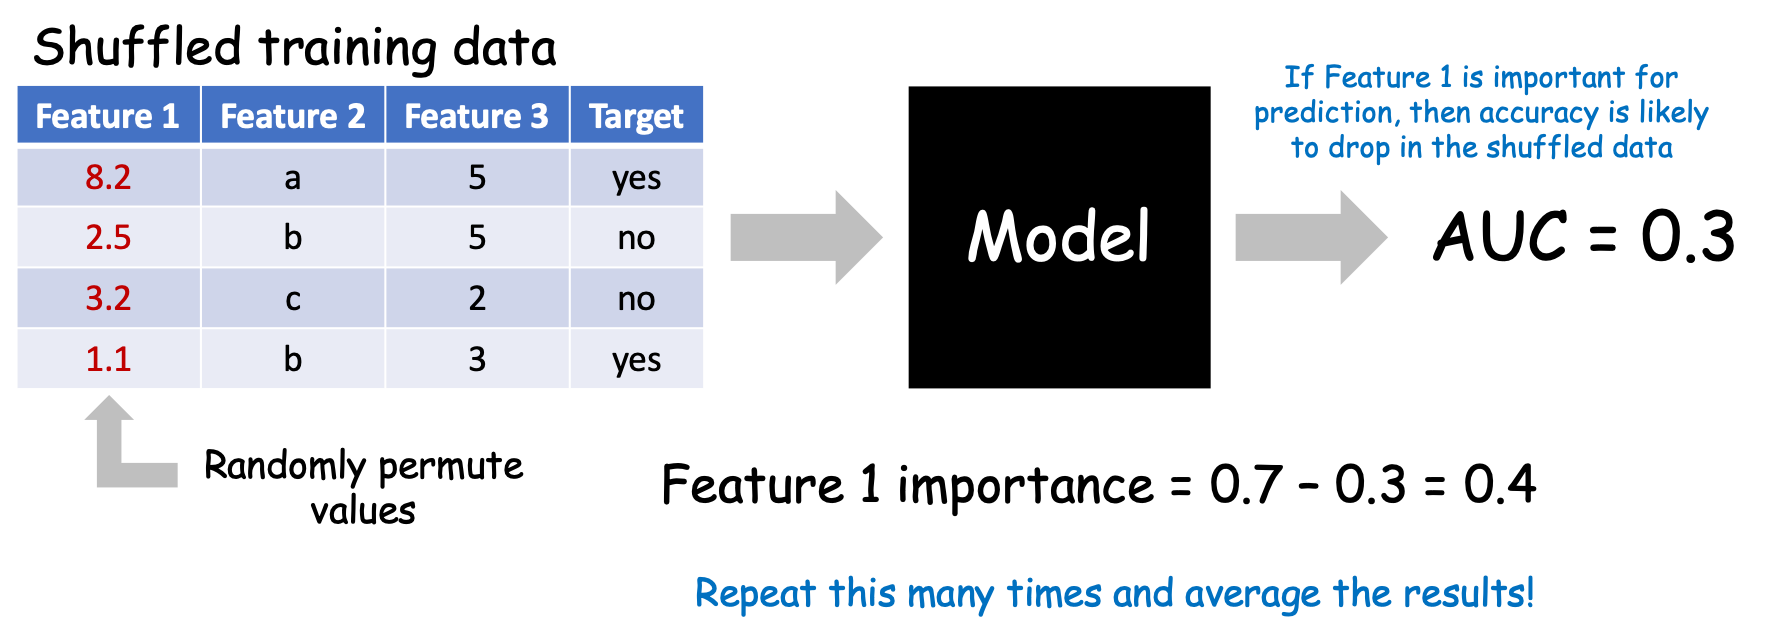 Shuffled training data
Feature 1 Feature 2 Feature 3 Target
8.2 a 5 yes
2.5 b 5 no
3.2 c 2 no
1.1 b 3 yes
Randomly permute
values
Model
If Feature 1 is important for
prediction, then accuracy is likely
to drop in the shuffled data
AUC = 0.3
Feature 1 importance = 0.7 – 0.3 = 0.4
Repeat this many times and average the results!